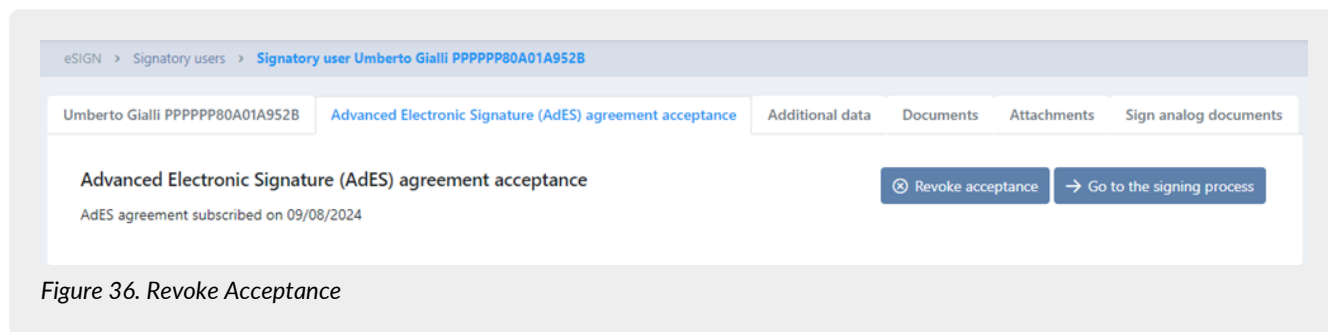 eSIGN > Signatory users > Signatory user Umberto Gialli PPPPPP80A01A952B
Umberto Gialli PPPPPP80A01A952B Advanced Electronic Signature (AdES) agreement acceptance Additional data Documents Attachments Sign analog documents
Advanced Electronic Signature (AdES) agreement acceptance Revoke acceptance Go to the signing process
AdES agreement subscribed on 09/08/2024
Figure 36. Revoke Acceptance